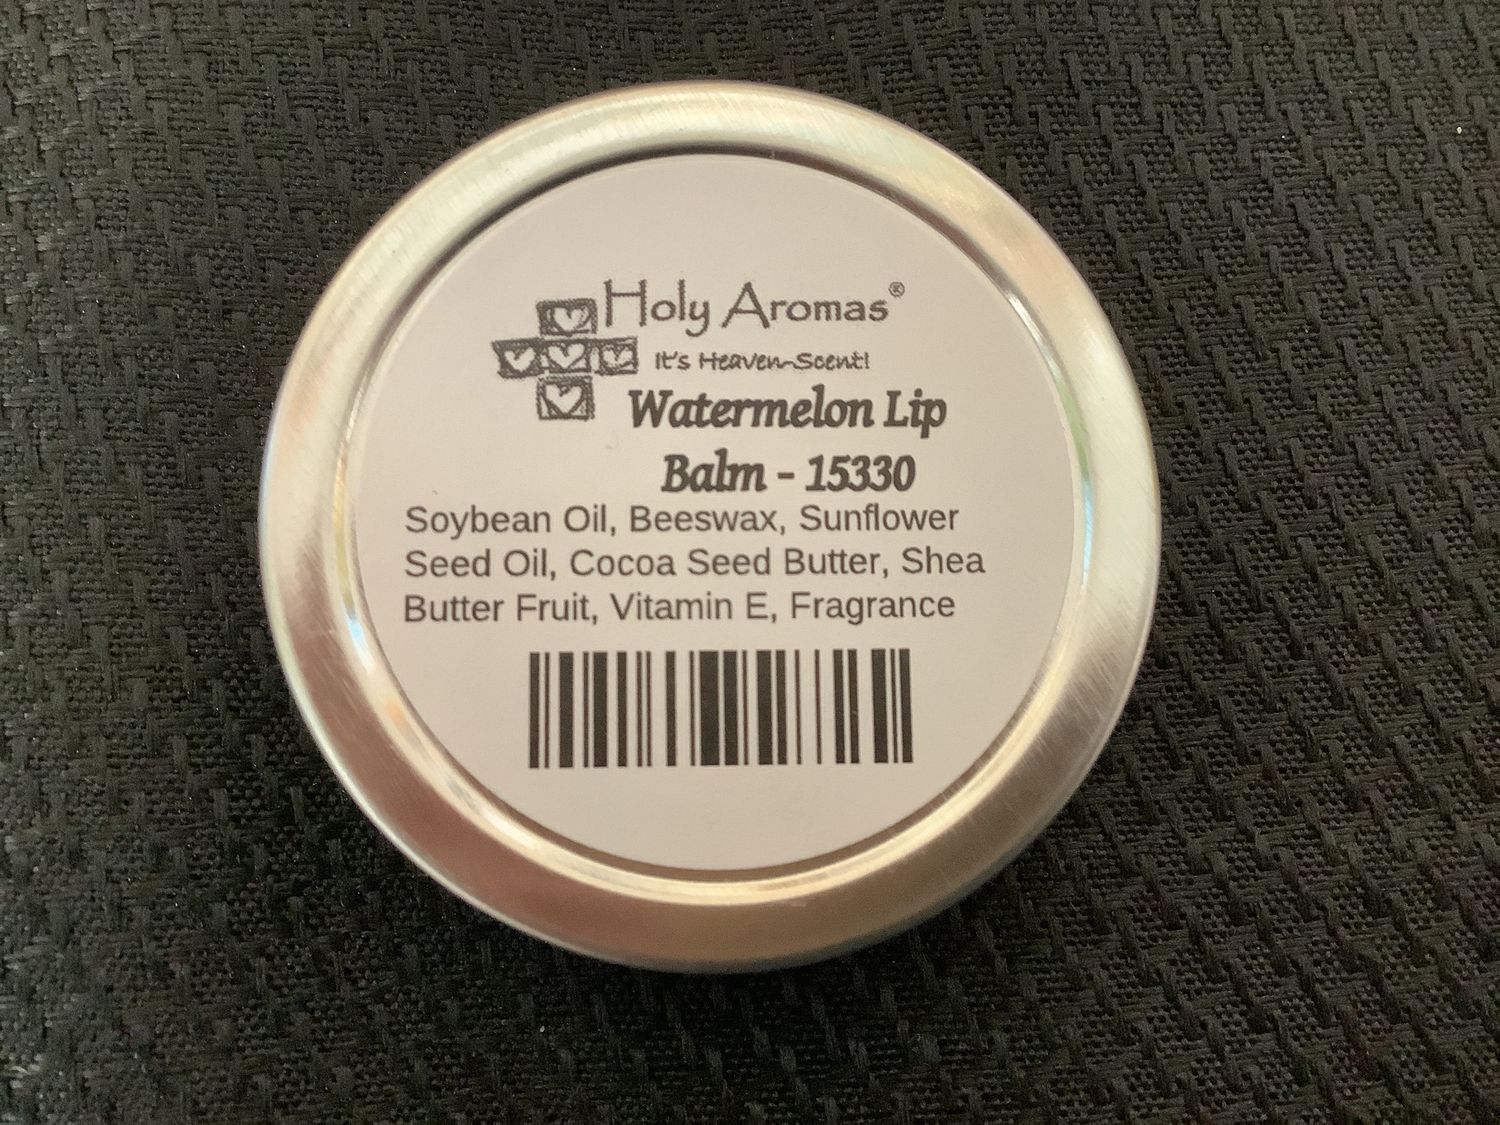 Holy Aromas®
It's Heaven-Scent!
Watermelon Lip
Balm - 15330
Soybean Oil, Beeswax, Sunflower
Seed Oil, Cocoa Seed Butter, Shea
Butter Fruit, Vitamin E, Fragrance